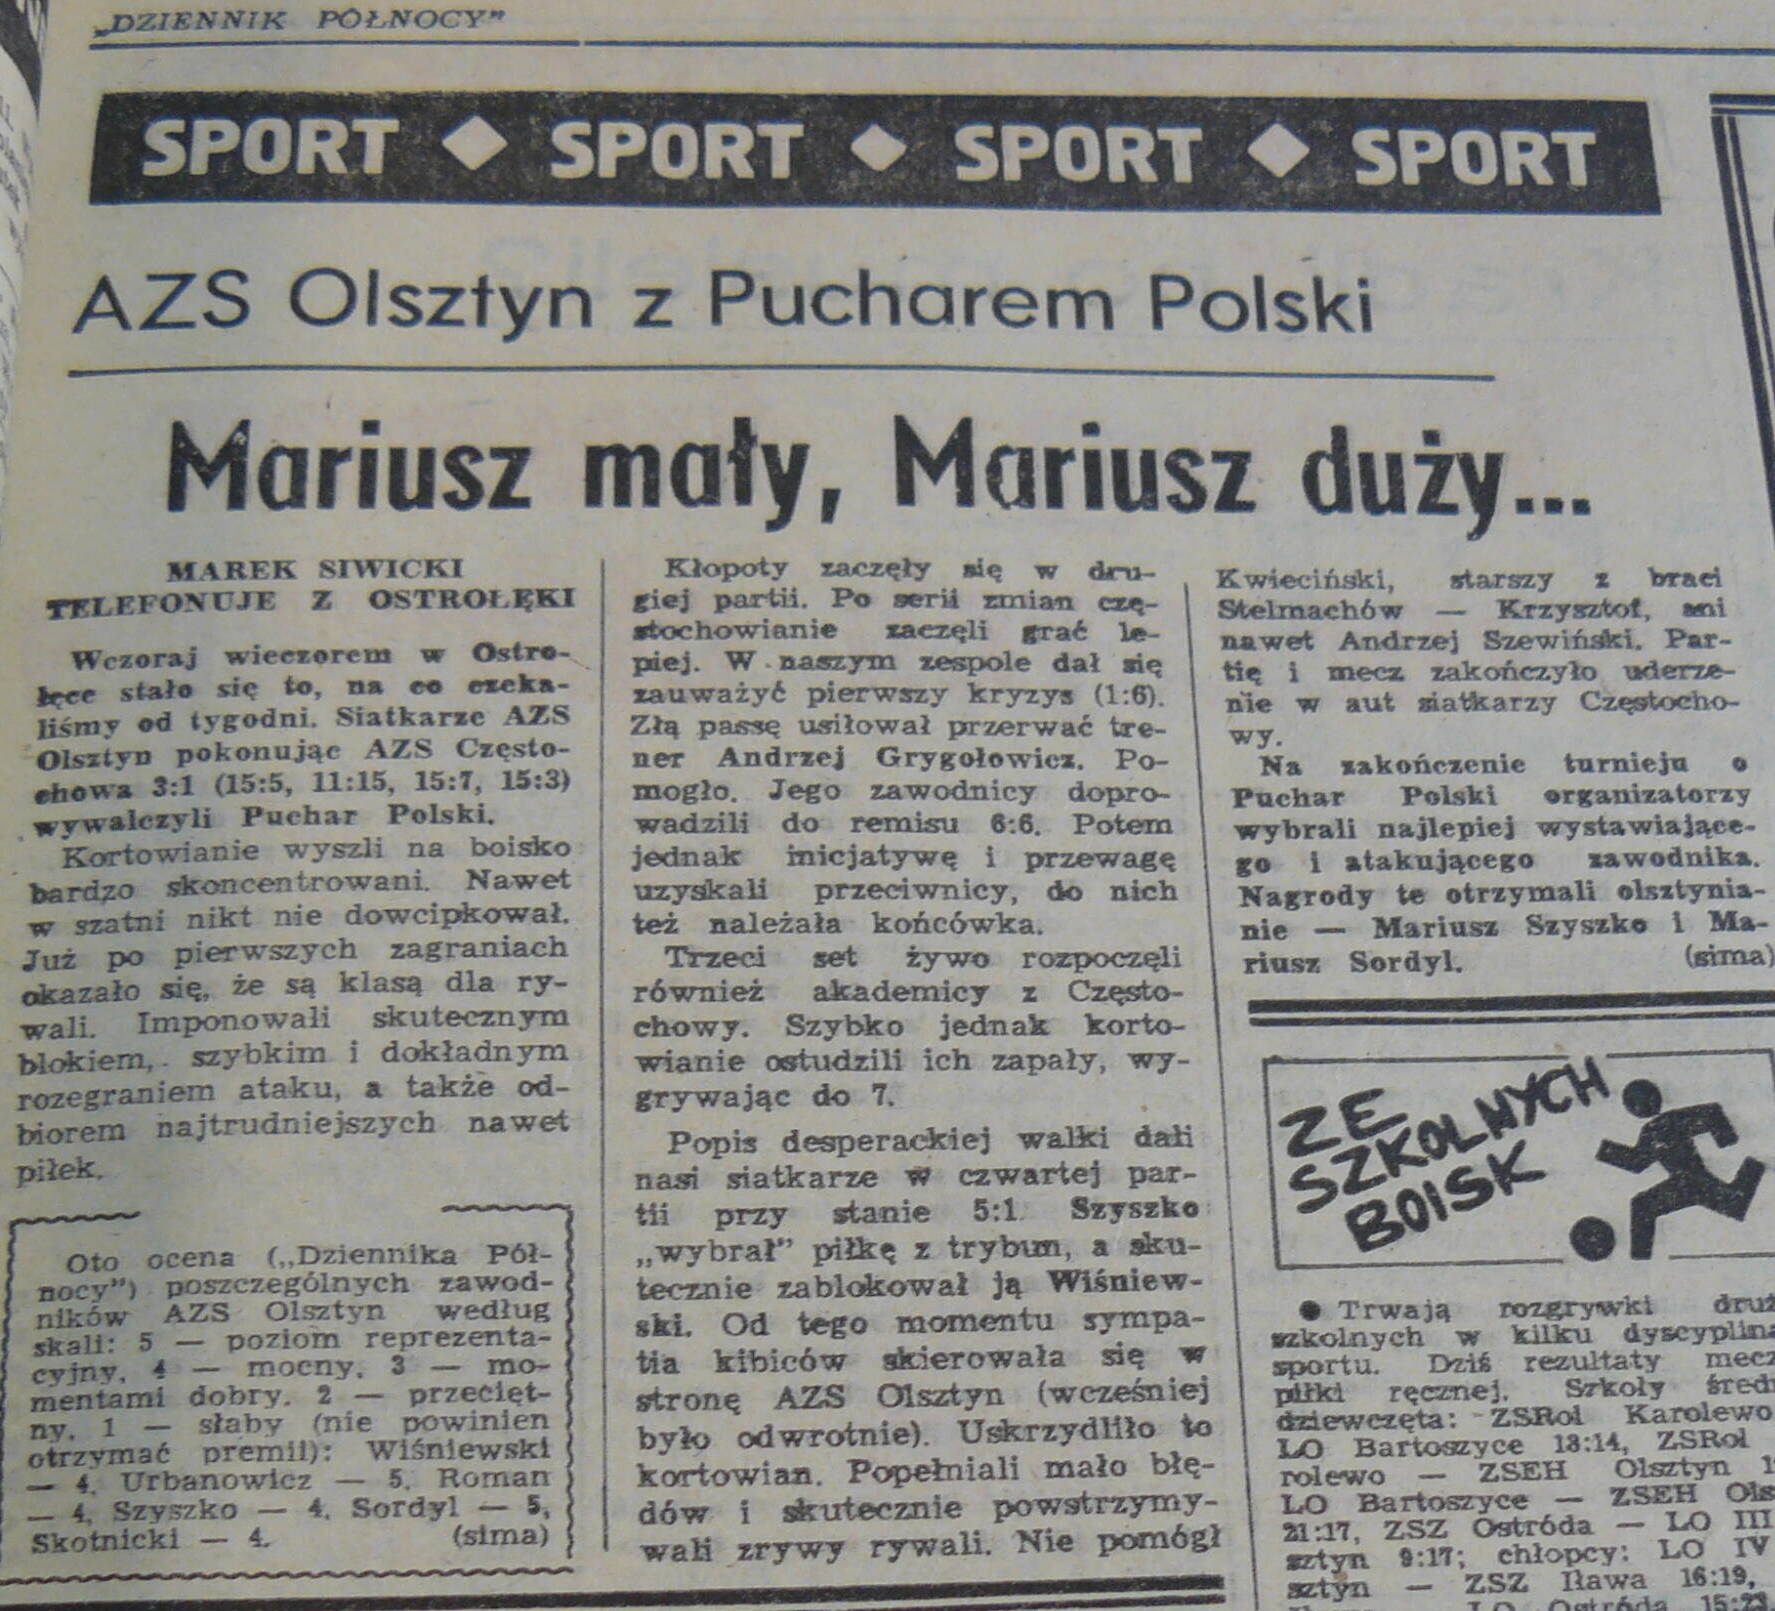 „DZIENNIK PÓŁNOCY”
SPORT ◆ SPORT ◆ SPORT ◆ SPORT
AZS Olsztyn z Pucharem Polski
Mariusz mały, Mariusz duży...
MAREK SIWICKI
TELEFONUJE Z OSTROŁĘKI
Wczoraj wieczorem w Ostro-
łęce stało się to, na co czeka-
liśmy od tygodni. Siatkarze AZS
Olsztyn pokonując AZS Często-
chowa 3:1 (15:5, 11:15, 15:7, 15:3)
wywalczyli Puchar Polski.
Kortowianie wyszli na boisko
bardzo skoncentrowani. Nawet
w szatni nikt nie dowcipkował.
Już po pierwszych zagraniach
okazało się, że są klasą dla ry-
wali. Imponowali skutecznym
blokiem, szybkim i dokładnym
rozegraniem ataku, a także od-
biorem najtrudniejszych nawet
piłek.
Oto ocena („Dziennika Pół-
nocy”) poszczególnych zawod-
ników AZS Olsztyn według
skali: 5 — poziom reprezenta-
cyjny, 4 — mocny, 3 — mo-
mentami dobry, 2 — przecięt-
ny, 1 — słaby (nie powinien
otrzymać premii): Wiśniewski
— 4, Urbanowicz — 5, Roman
— 4, Szyszko — 4, Sordyl — 5,
Skotnicki — 4. (sima)
Kłopoty zaczęły się w dru-
giej partii. Po serii zmian czę-
stochowianie zaczęli grać le-
piej. W naszym zespole dał się
zauważyć pierwszy kryzys (1:6).
Złą passę usiłował przerwać tre-
ner Andrzej Grygołowicz. Po-
mogło. Jego zawodnicy dopro-
wadzili do remisu 6:6. Potem
jednak inicjatywę i przewagę
uzyskali przeciwnicy, do nich
też należała końcówka.
Trzeci set żywo rozpoczęli
również akademicy z Często-
chowy. Szybko jednak korto-
wianie ostudzili ich zapały, wy-
grywając do 7.
Popis desperackiej walki dali
nasi siatkarze w czwartej par-
tii przy stanie 5:1. Szyszko
„wybrał” piłkę z trybun, a sku-
tecznie zablokował ją Wiśniew-
ski. Od tego momentu sympa-
tia kibiców skierowała się w
stronę AZS Olsztyn (wcześniej
było odwrotnie). Uskrzydliło to
kortowian. Popełniali mało błę-
dów i skutecznie powstrzymy-
wali zrywy rywali. Nie pomógł
Kwieciński, starszy z braci
Stelmachów — Krzysztof, ani
nawet Andrzej Szewiński. Par-
tię i mecz zakończyło uderze-
nie w aut siatkarzy Częstocho-
wy.
Na zakończenie turnieju o
Puchar Polski organizatorzy
wybrali najlepiej wystawiające-
go i atakującego zawodnika.
Nagrody te otrzymali olsztynia-
nie — Mariusz Szyszko i Ma-
riusz Sordyl. (sima)
ZE
SZKOLNYCH
BOISK
● Trwają rozgrywki druż
szkolnych w kilku dyscyplina
sportu. Dziś rezultaty mecz
piłki ręcznej. Szkoły śred
dziewczęta: ZSRol Karolewo
LO Bartoszyce 13:14, ZSRol
rolewo — ZSEH Olsztyn 1
LO Bartoszyce — ZSEH Ols
21:17, ZSZ Ostróda — LO III
sztyn 9:17; chłopcy: LO IV
sztyn — ZSZ Iława 16:19,
LO Ostróda 15:23,